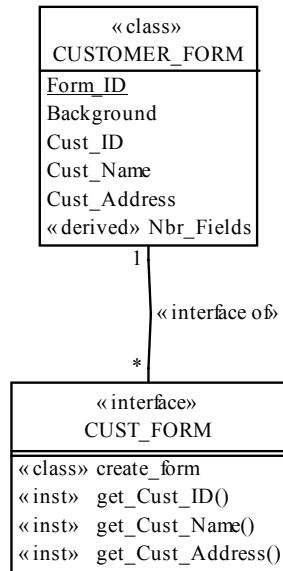 «class»
CUSTOMER_FORM
Form_ID
Background
Cust_ID
Cust_Name
Cust_Address
«derived» Nbr_Fields
1
«interface of»
*
«interface»
CUST_FORM
«class» create_form
«inst» get_Cust_ID()
«inst» get_Cust_Name()
«inst» get_Cust_Address()